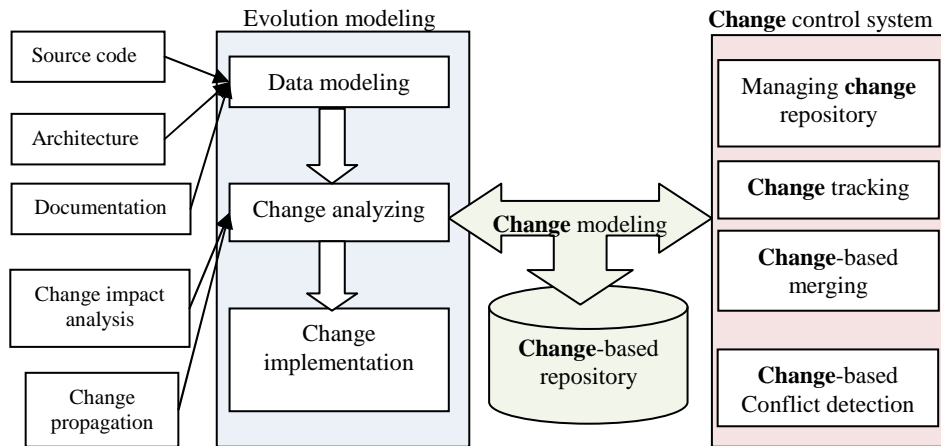 Evolution modeling
Change control system
Source code
Architecture
Documentation
Change impact
analysis
Change
propagation
Data modeling
Change analyzing
Change
implementation
Change modeling
Change-based
repository
Managing change
repository
Change tracking
Change-based
merging
Change-based
Conflict detection